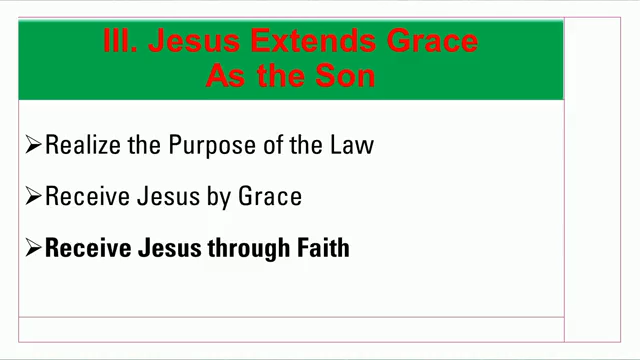 III. Jesus Extends Grace
As the Son
➢Realize the Purpose of the Law
➢Receive Jesus by Grace
➢Receive Jesus through Faith